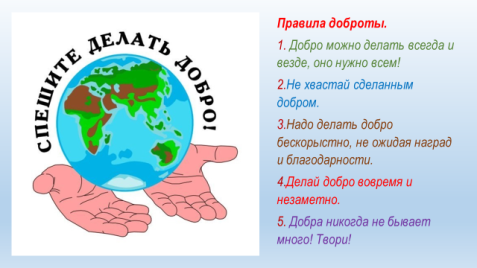 СПЕШИТЕ ДЕЛАТЬ ДОБРО!
Правила доброты.
1. Добро можно делать всегда и
везде, оно нужно всем!
2.Не хвастай сделанным
добром.
3.Надо делать добро
бескорыстно, не ожидая наград
и благодарности.
4.Делай добро вовремя и
незаметно.
5. Добра никогда не бывает
много! Твори!